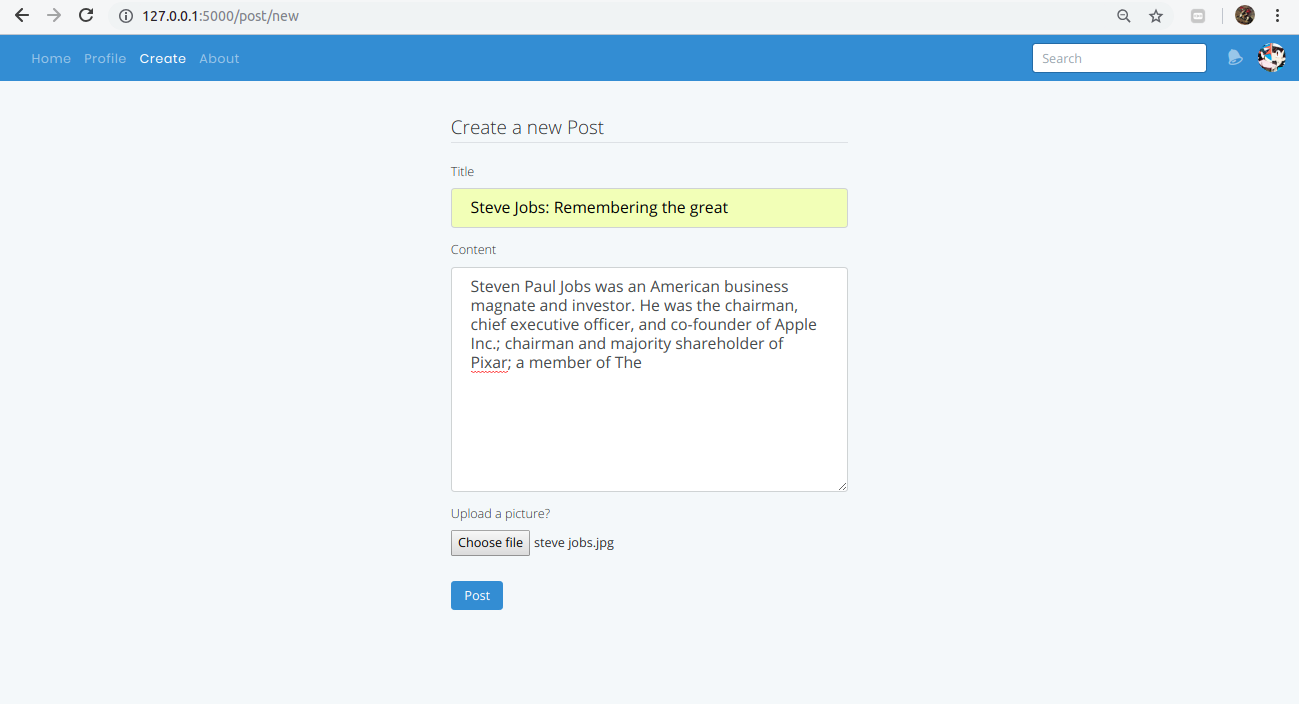 127.0.0.1:5000/post/new
Home Profile Create About Search
Create a new Post
Title
Steve Jobs: Remembering the great
Content
Steven Paul Jobs was an American business
magnate and investor. He was the chairman,
chief executive officer, and co-founder of Apple
Inc.; chairman and majority shareholder of
Pixar; a member of The
Upload a picture?
Choose file steve jobs.jpg
Post